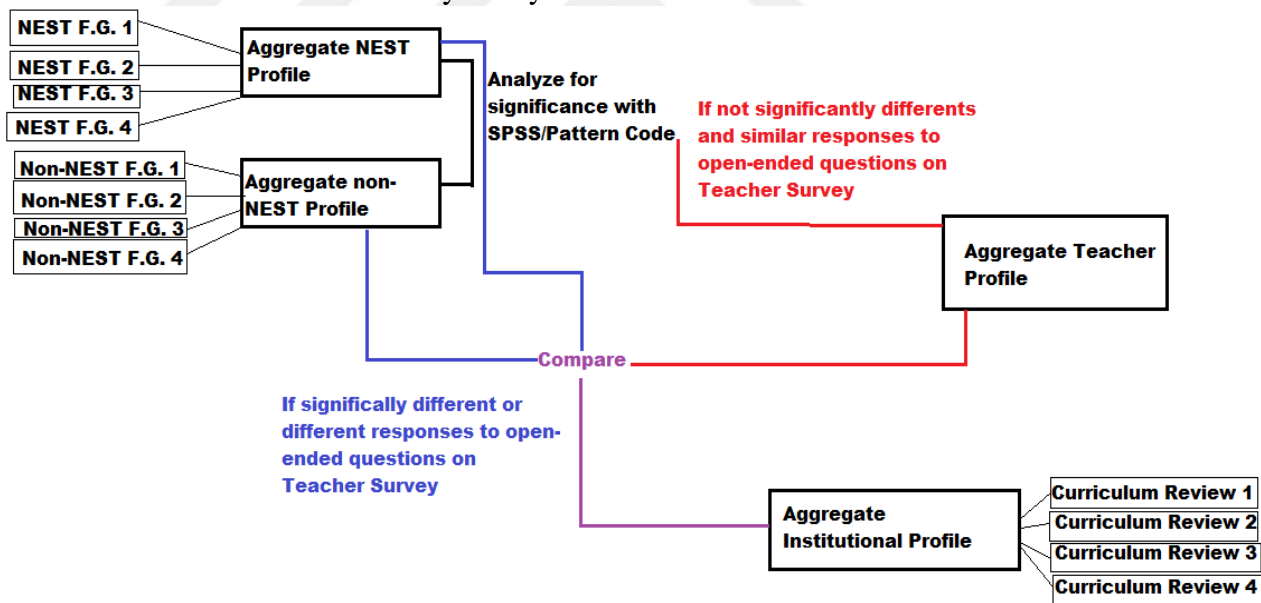 NEST F.G. 1
NEST F.G. 2
NEST F.G. 3
NEST F.G. 4
Aggregate NEST
Profile
Non-NEST F.G. 1
Non-NEST F.G. 2
Non-NEST F.G. 3
Non-NEST F.G. 4
Aggregate non-
NEST Profile
Analyze for
significance with
SPSS/Pattern Code
If not significantly differents
and similar responses to
open-ended questions on
Teacher Survey
Aggregate Teacher
Profile
Compare
If significally different or
different responses to open-
ended questions on
Teacher Survey
Aggregate
Institutional Profile
Curriculum Review 1
Curriculum Review 2
Curriculum Review 3
Curriculum Review 4